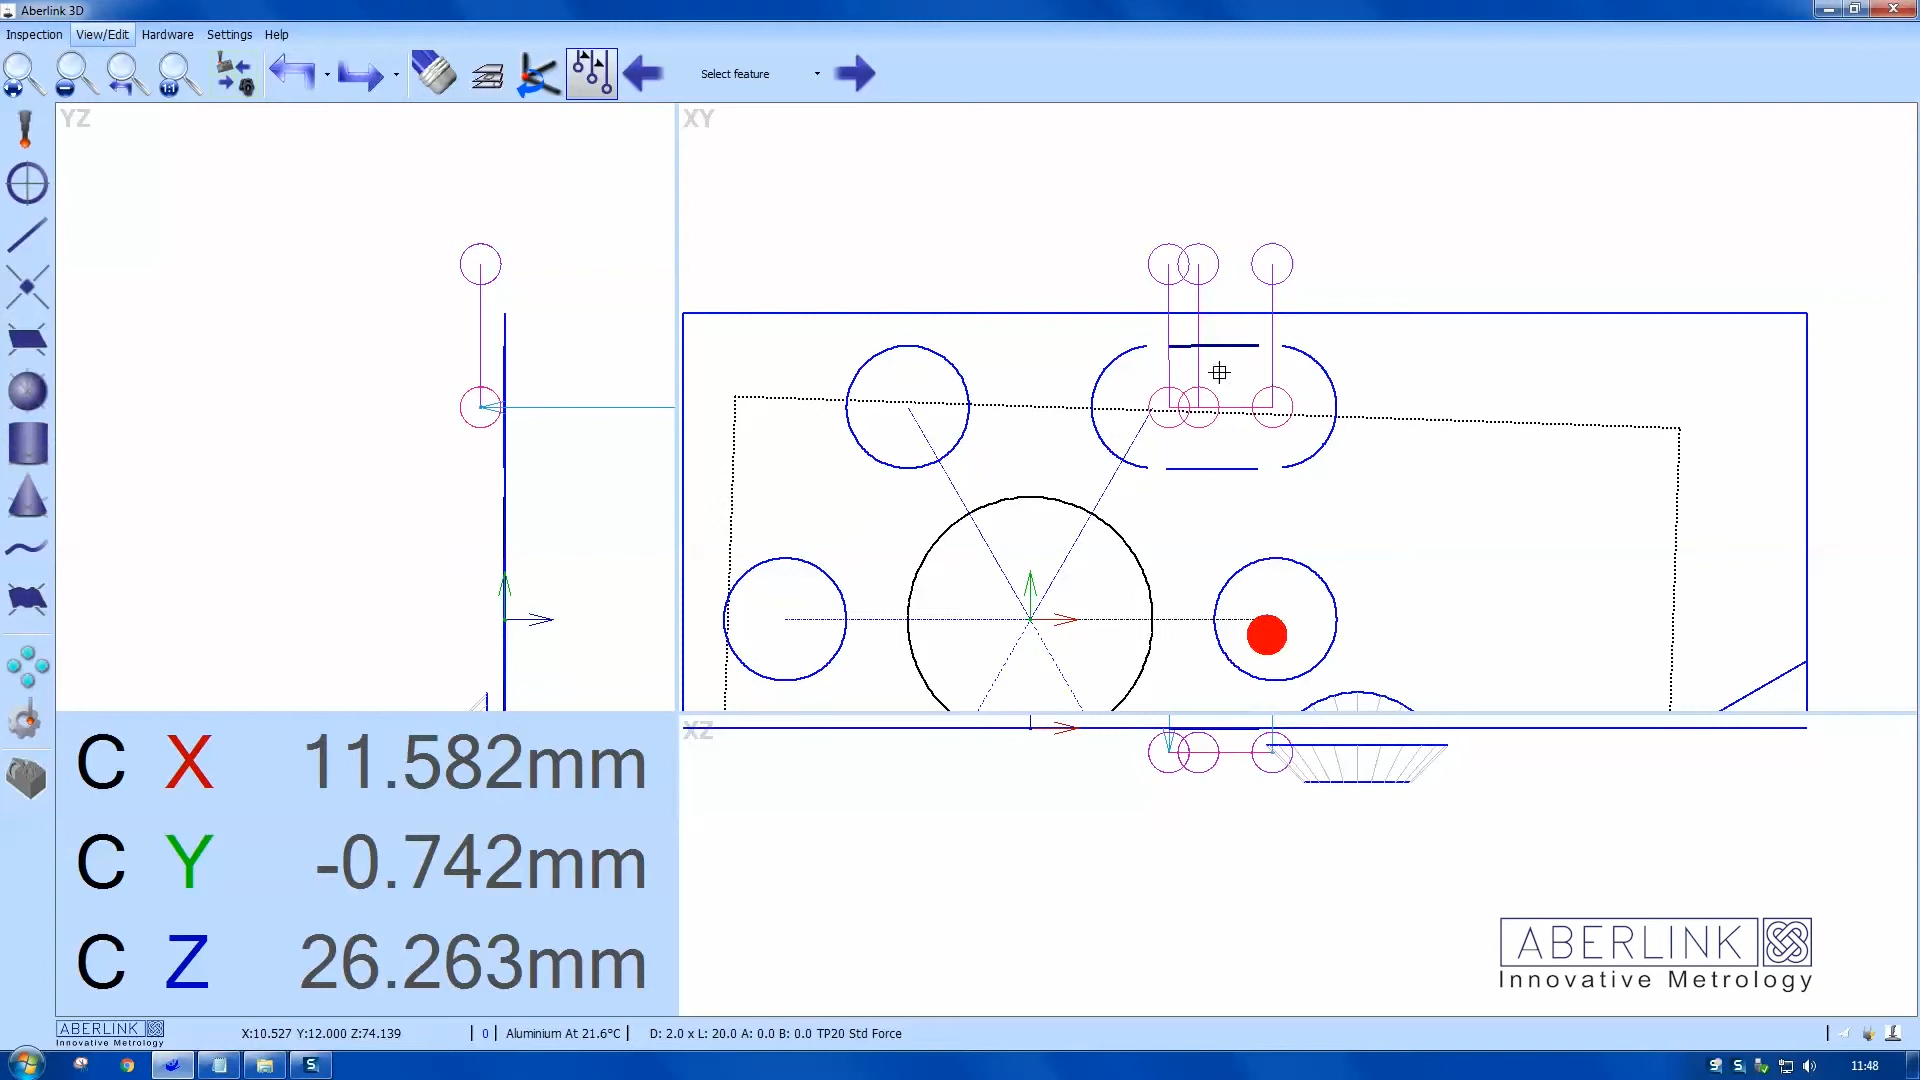 Aberlink 3D
Inspection View/Edit Hardware Settings Help
1:1
Select feature
YZ
XY
XZ
C X 11.582mm
C Y -0.742mm
C Z 26.263mm
ABERLINK
Innovative Metrology
ABERLINK
Innovative Metrology
X:10.527 Y:12.000 Z:74.139 | 0 | Aluminium At 21.6°C | D: 2.0 x L: 20.0 A: 0.0 B: 0.0 TP20 Std Force
11:48